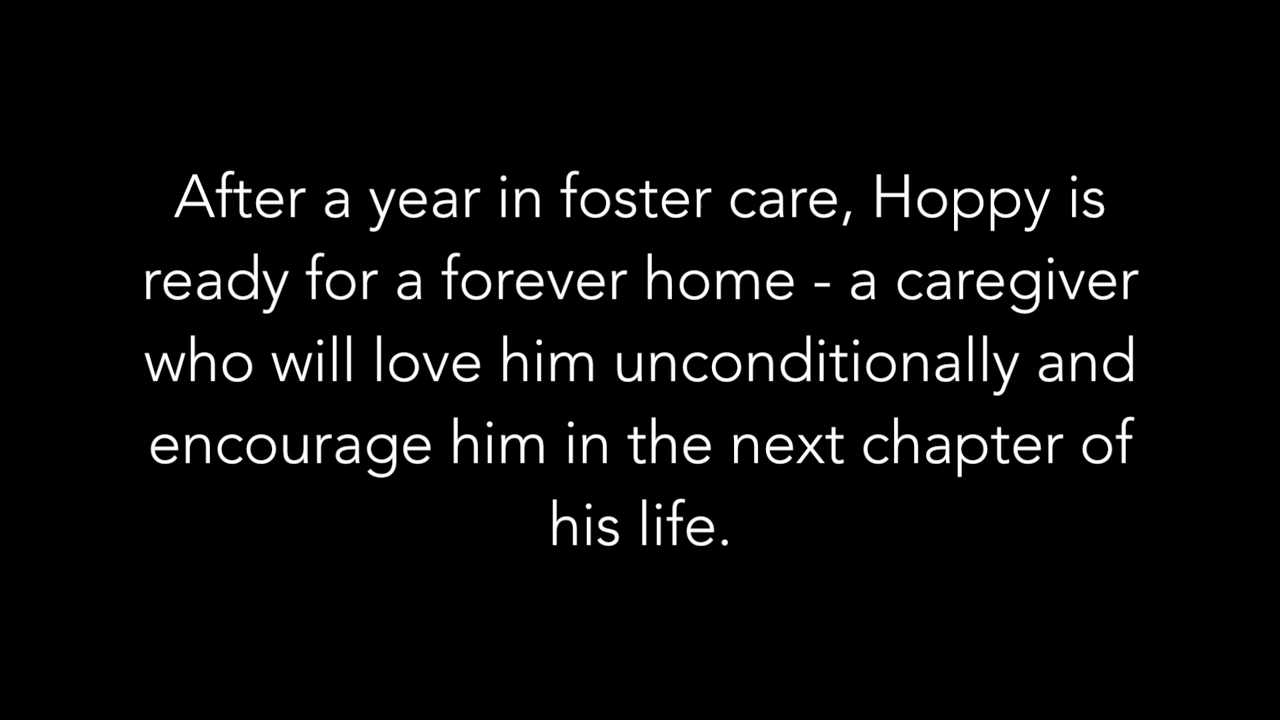 After a year in foster care, Hoppy is
ready for a forever home - a caregiver
who will love him unconditionally and
encourage him in the next chapter of
his life.